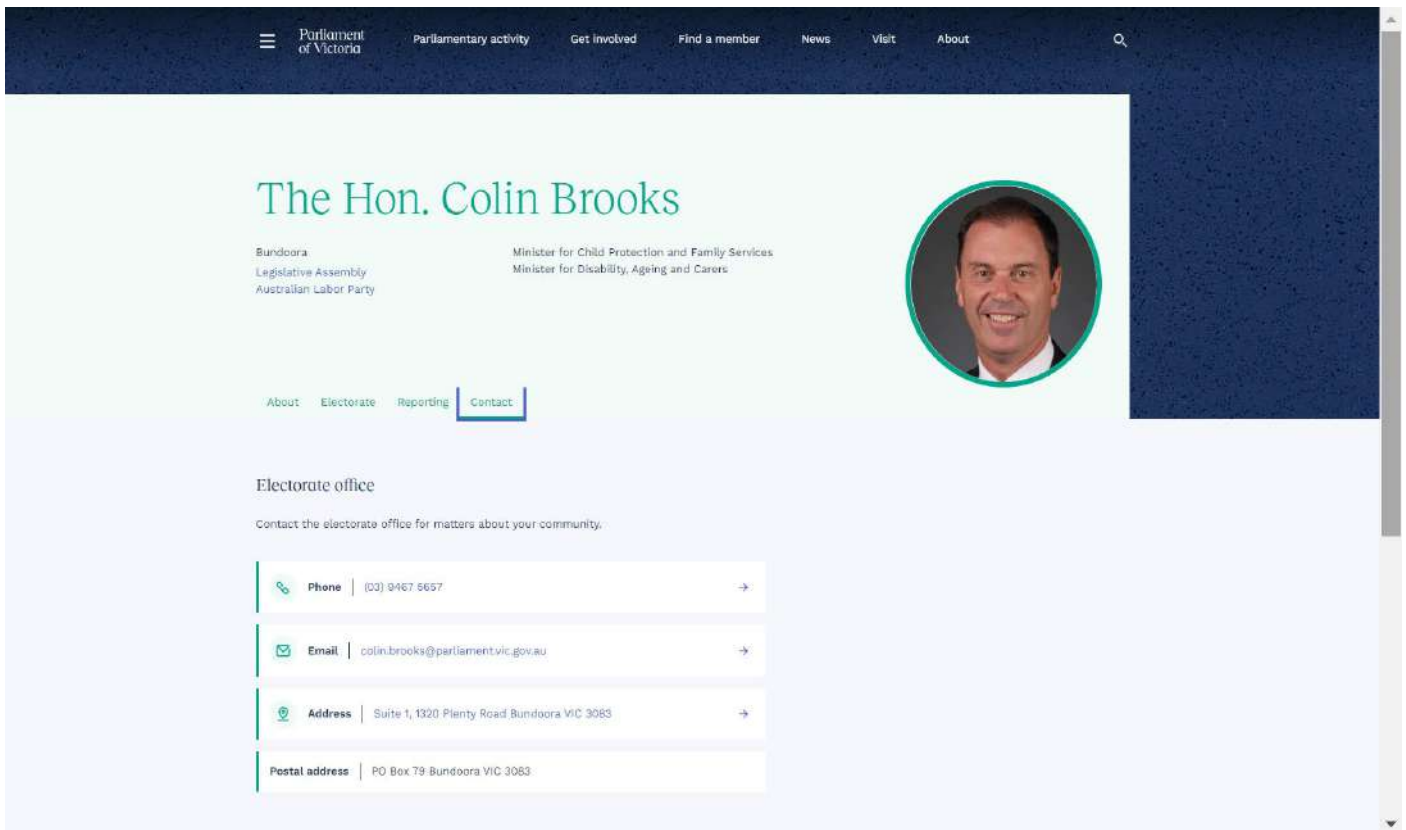 Parliament
of Victoria
Parliamentary activity Get involved Find a member News Visit About
The Hon. Colin Brooks
Bundoora
Legislative Assembly
Australian Labor Party
Minister for Child Protection and Family Services
Minister for Disability, Ageing and Carers
About Electorate Reporting Contact
Electorate office
Contact the electorate office for matters about your community.
Phone (03) 9467 5657
Email colin.brooks@parliament.vic.gov.au
Address Suite 1, 1320 Plenty Road Bundoora VIC 3083
Postal address PO Box 79 Bundoora VIC 3083